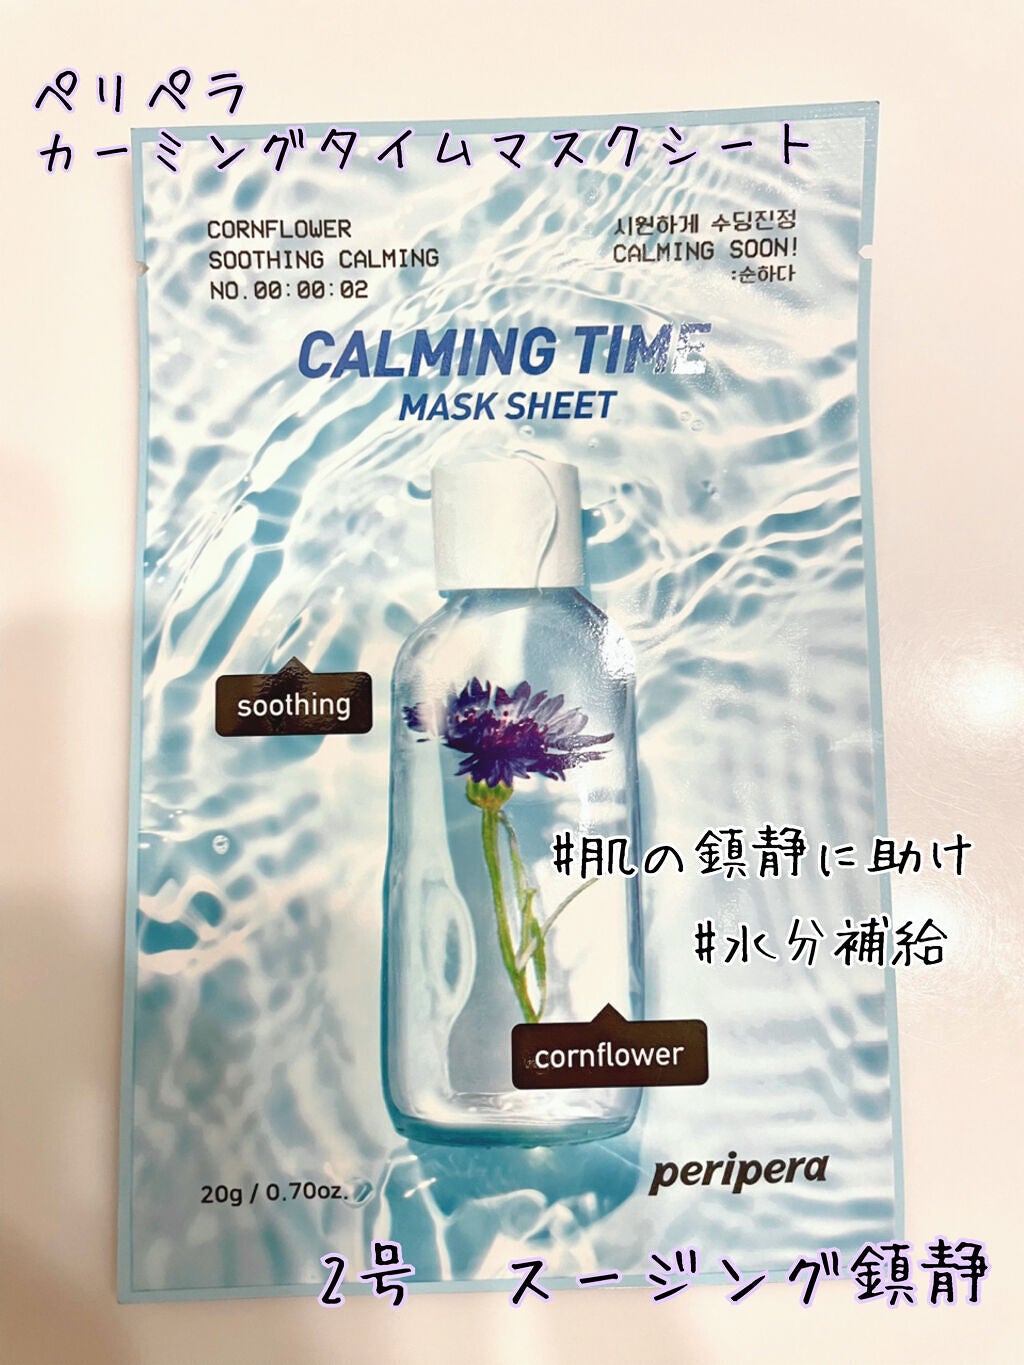 ペリペラ
カーミングタイムマスクシート
CORNFLOWER
SOOTHING CALMING
NO.00:00:02
시원하게 수딩진정
CALMING SOON!
:순하다
CALMING TIME
MASK SHEET
soothing
#肌の鎮静に助け
#水分補給
cornflower
peripera
20g / 0.70oz.
2号 スージング鎮静